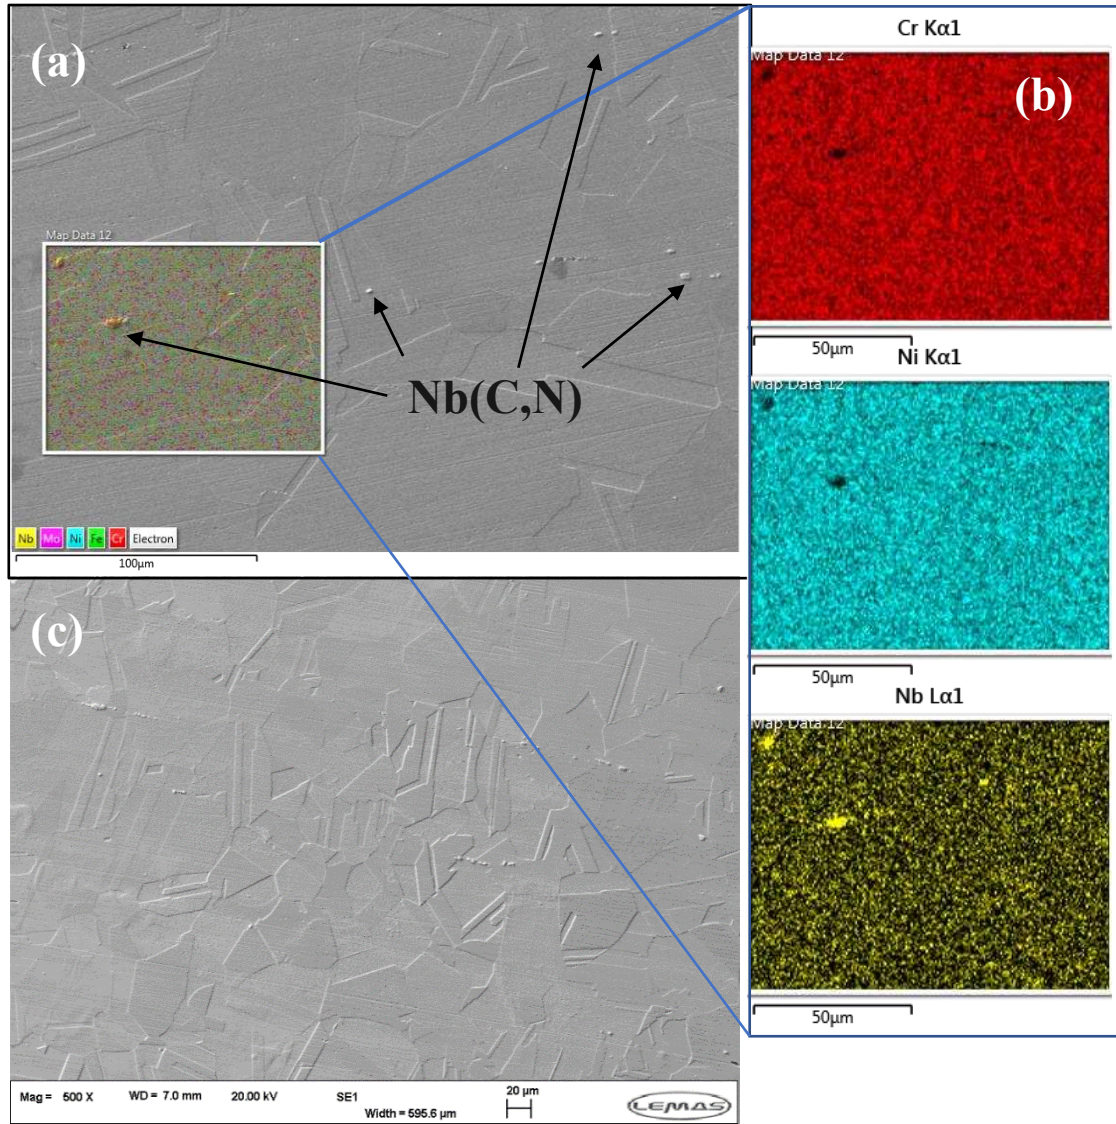 (a)
Map Data 12
Nb(C,N)
Nb Mo Ni Fe Cr Electron
100µm
Cr Kα1
Map Data 12
(b)
50µm
Ni Kα1
Map Data 12
50µm
Nb Lα1
Map Data 12
50µm
(c)
Mag = 500 X WD = 7.0 mm 20.00 kV SE1 20 µm
Width = 595.6 µm
LEMAS